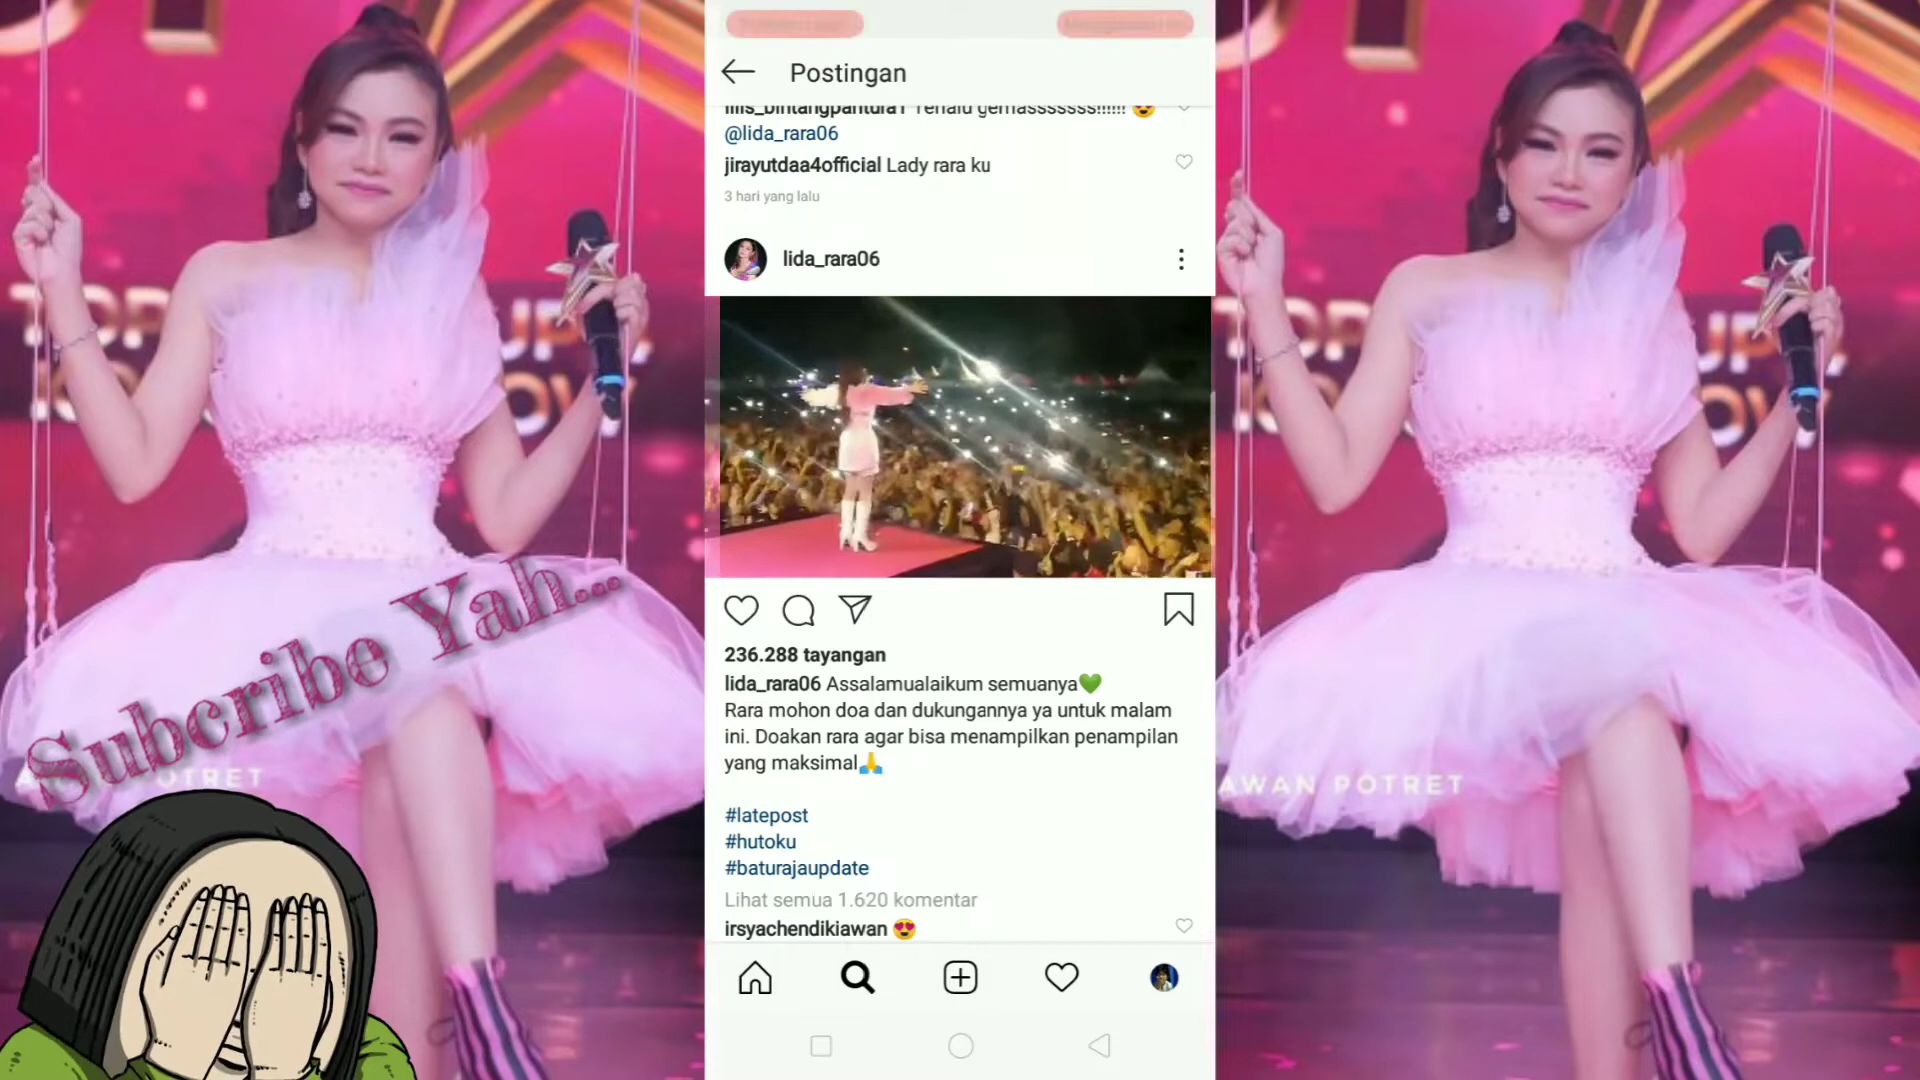 Postingan
@lida_rara06
jirayutdaa4official Lady rara ku
3 hari yang lalu
lida_rara06
236.288 tayangan
lida_rara06 Assalamualaikum semuanya💚
Rara mohon doa dan dukungannya ya untuk malam
ini. Doakan rara agar bisa menampilkan penampilan
yang maksimal🙏
#latepost
#hutoku
#baturajaupdate
Lihat semua 1.620 komentar
irsyachendikiawan 😍
Subcribe Yah...
POTRET
AWAN POTRET
TOP